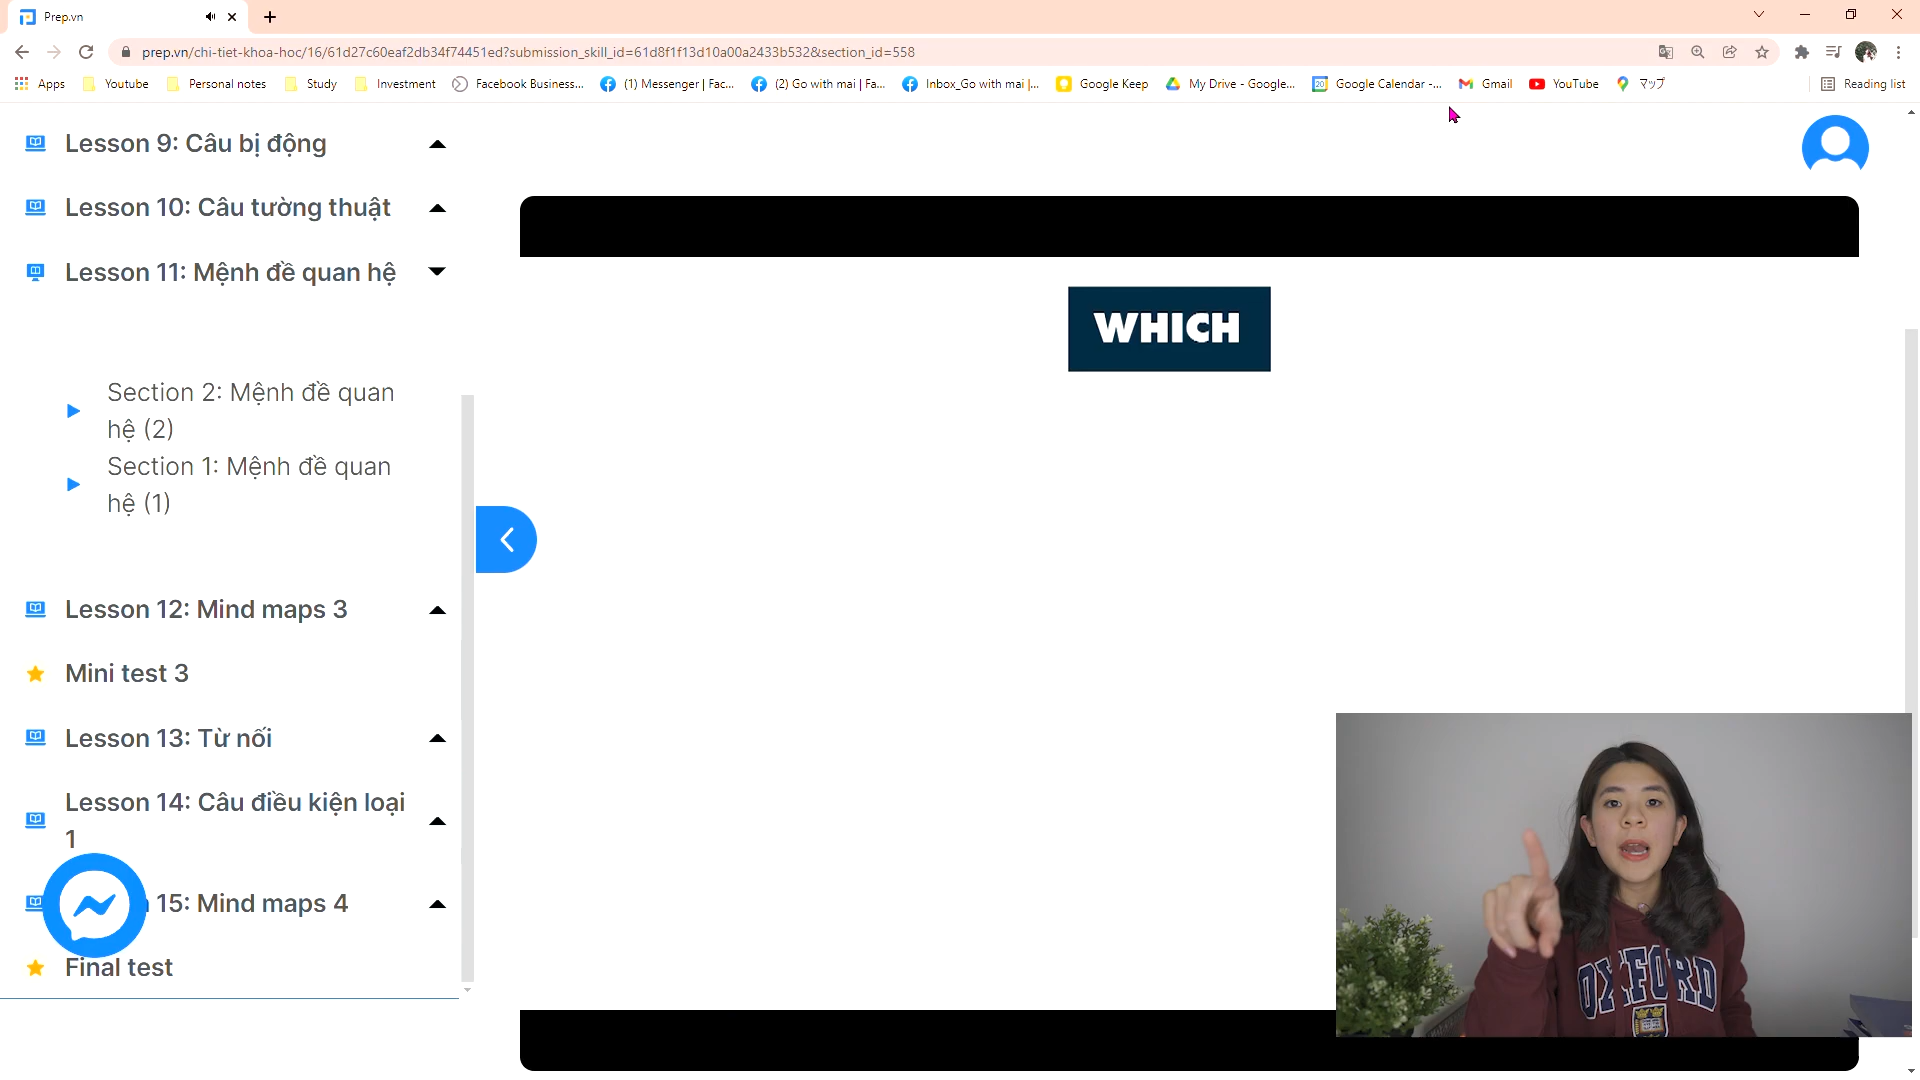 Prep.vn
prep.vn/chi-tiet-khoa-hoc/16/61d27c60eaf2db34f74451ed?submission_skill_id=61d8f1f13d10a00a2433b532&section_id=558
Apps Youtube Personal notes Study Investment Facebook Business... (1) Messenger | Fac... (2) Go with mai | Fa... Inbox_Go with mai |... Google Keep My Drive - Google... Google Calendar -... Gmail YouTube マップ Reading list
Lesson 9: Câu bị động
Lesson 10: Câu tường thuật
Lesson 11: Mệnh đề quan hệ
Section 2: Mệnh đề quan
hệ (2)
Section 1: Mệnh đề quan
hệ (1)
Lesson 12: Mind maps 3
Mini test 3
Lesson 13: Từ nối
Lesson 14: Câu điều kiện loại
1
15: Mind maps 4
Final test
WHICH
OXFORD